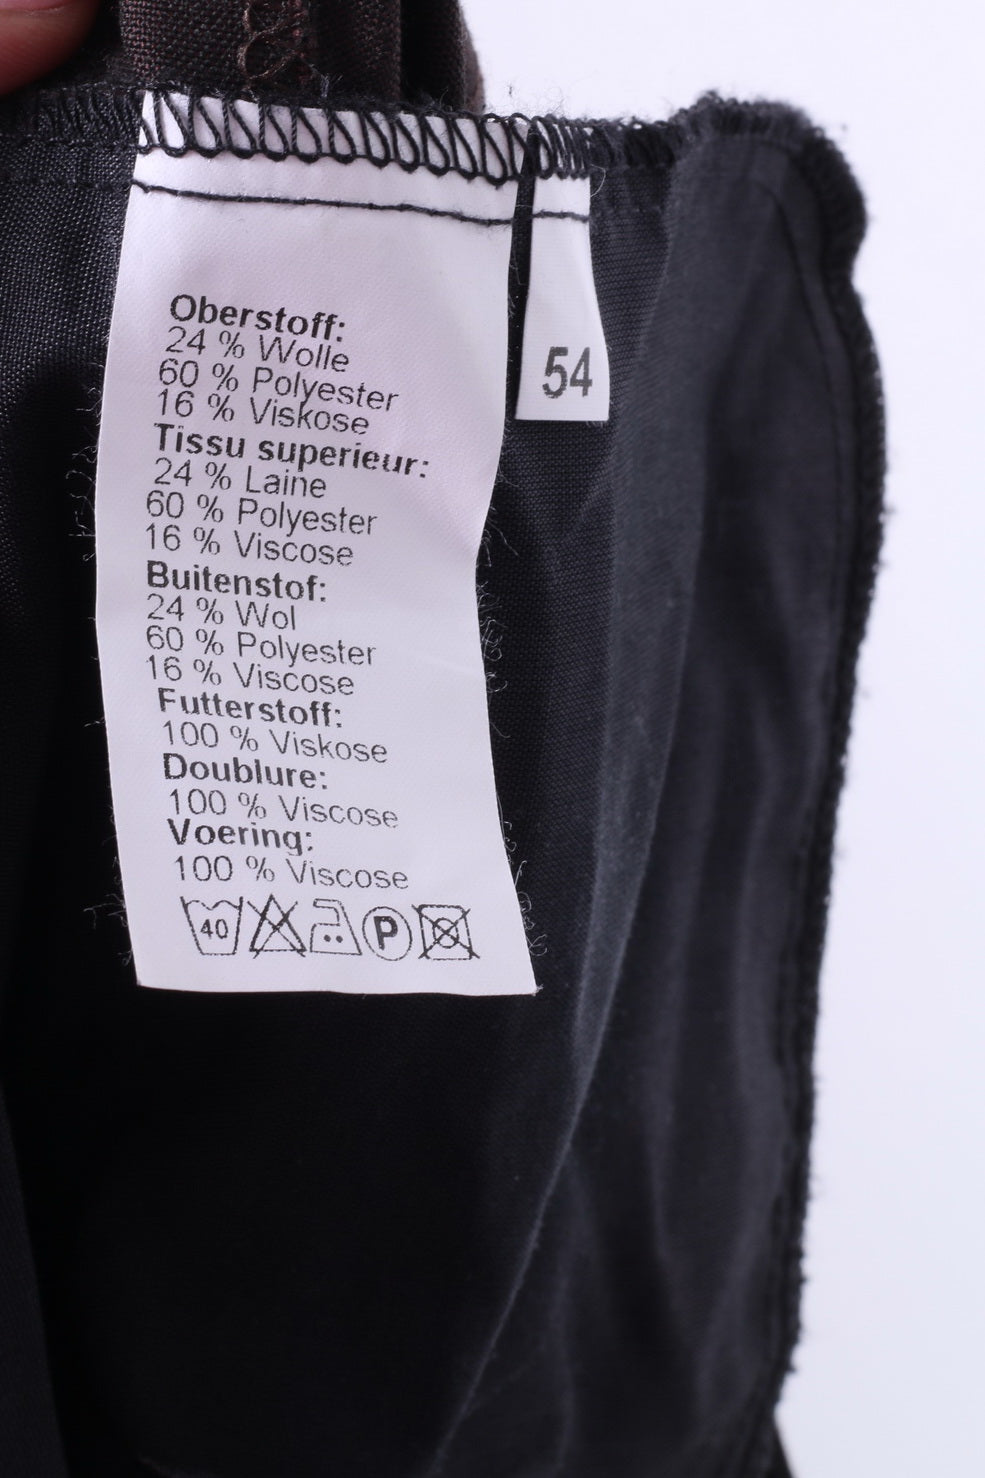 Oberstoff:
24 % Wolle
60 % Polyester
16 % Viskose
Tissu superieur:
24 % Laine
60 % Polyester
16 % Viscose
Buitenstof:
24 % Wol
60 % Polyester
16 % Viscose
Futterstoff:
100 % Viskose
Doublure:
100 % Viscose
Voering:
100 % Viscose
40 P
54